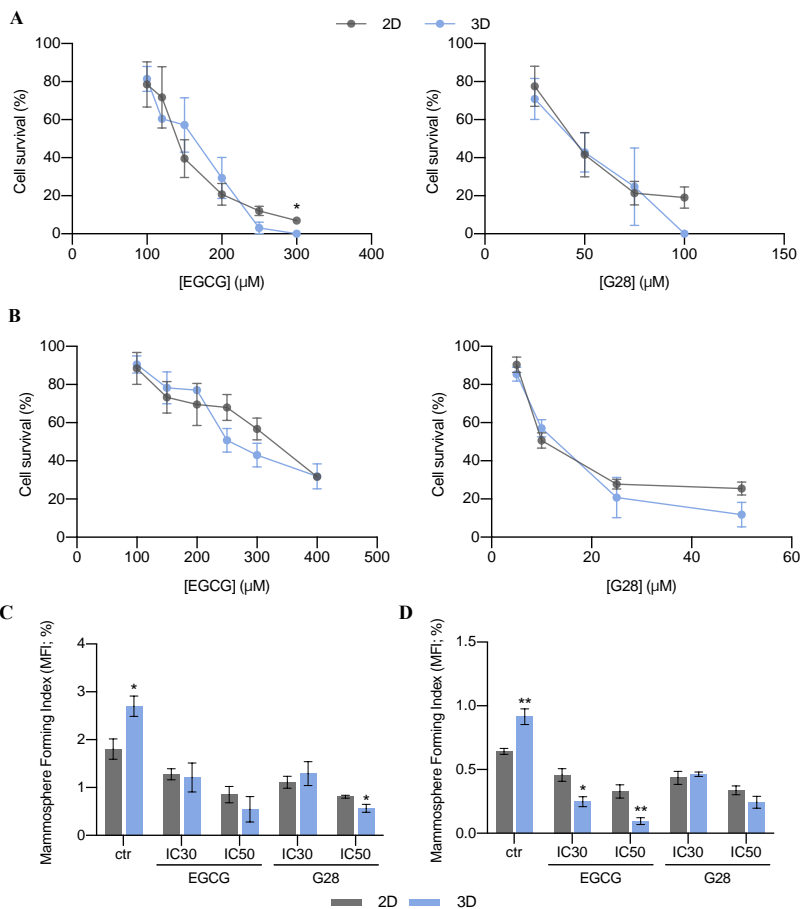 A
2D 3D
100
80
60
40
20
0
Cell survival (%)
0 100 200 300 400
[EGCG] (μM)
*
100
80
60
40
20
0
Cell survival (%)
0 50 100 150
[G28] (μM)
B
100
80
60
40
20
0
Cell survival (%)
0 100 200 300 400 500
[EGCG] (μM)
100
80
60
40
20
0
Cell survival (%)
0 20 40 60
[G28] (μM)
C
4
3
2
1
0
Mammosphere Forming Index (MFI; %)
*
*
ctr IC30 IC50 IC30 IC50
EGCG G28
D
1.5
1.0
0.5
0.0
Mammosphere Forming Index (MFI; %)
**
*
**
ctr IC30 IC50 IC30 IC50
EGCG G28
2D 3D